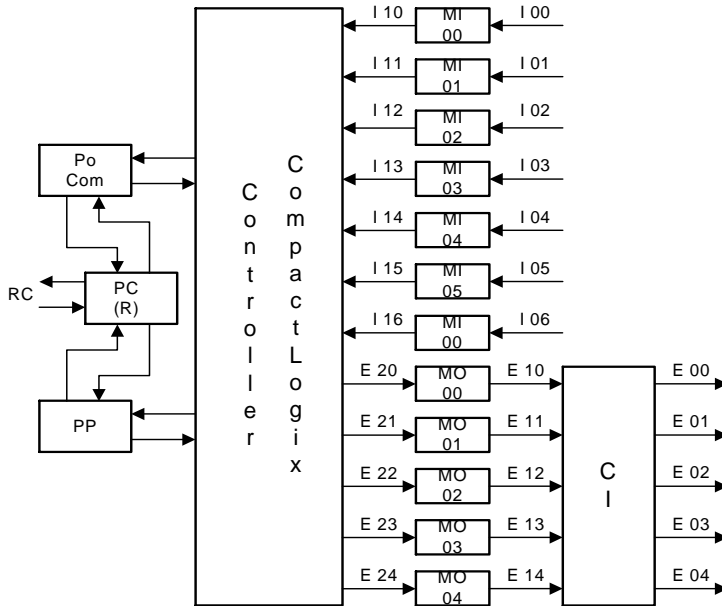 I 10 MI 00 I 00
I 11 MI 01 I 01
I 12 MI 02 I 02
I 13 MI 03 I 03
I 14 MI 04 I 04
I 15 MI 05 I 05
I 16 MI 00 I 06
Po
Com
PC
(R)
RC
PP
Controller
CompactLogix
E 20 MO 00 E 10
E 21 MO 01 E 11
E 22 MO 02 E 12
E 23 MO 03 E 13
E 24 MO 04 E 14
CI
E 00
E 01
E 02
E 03
E 04